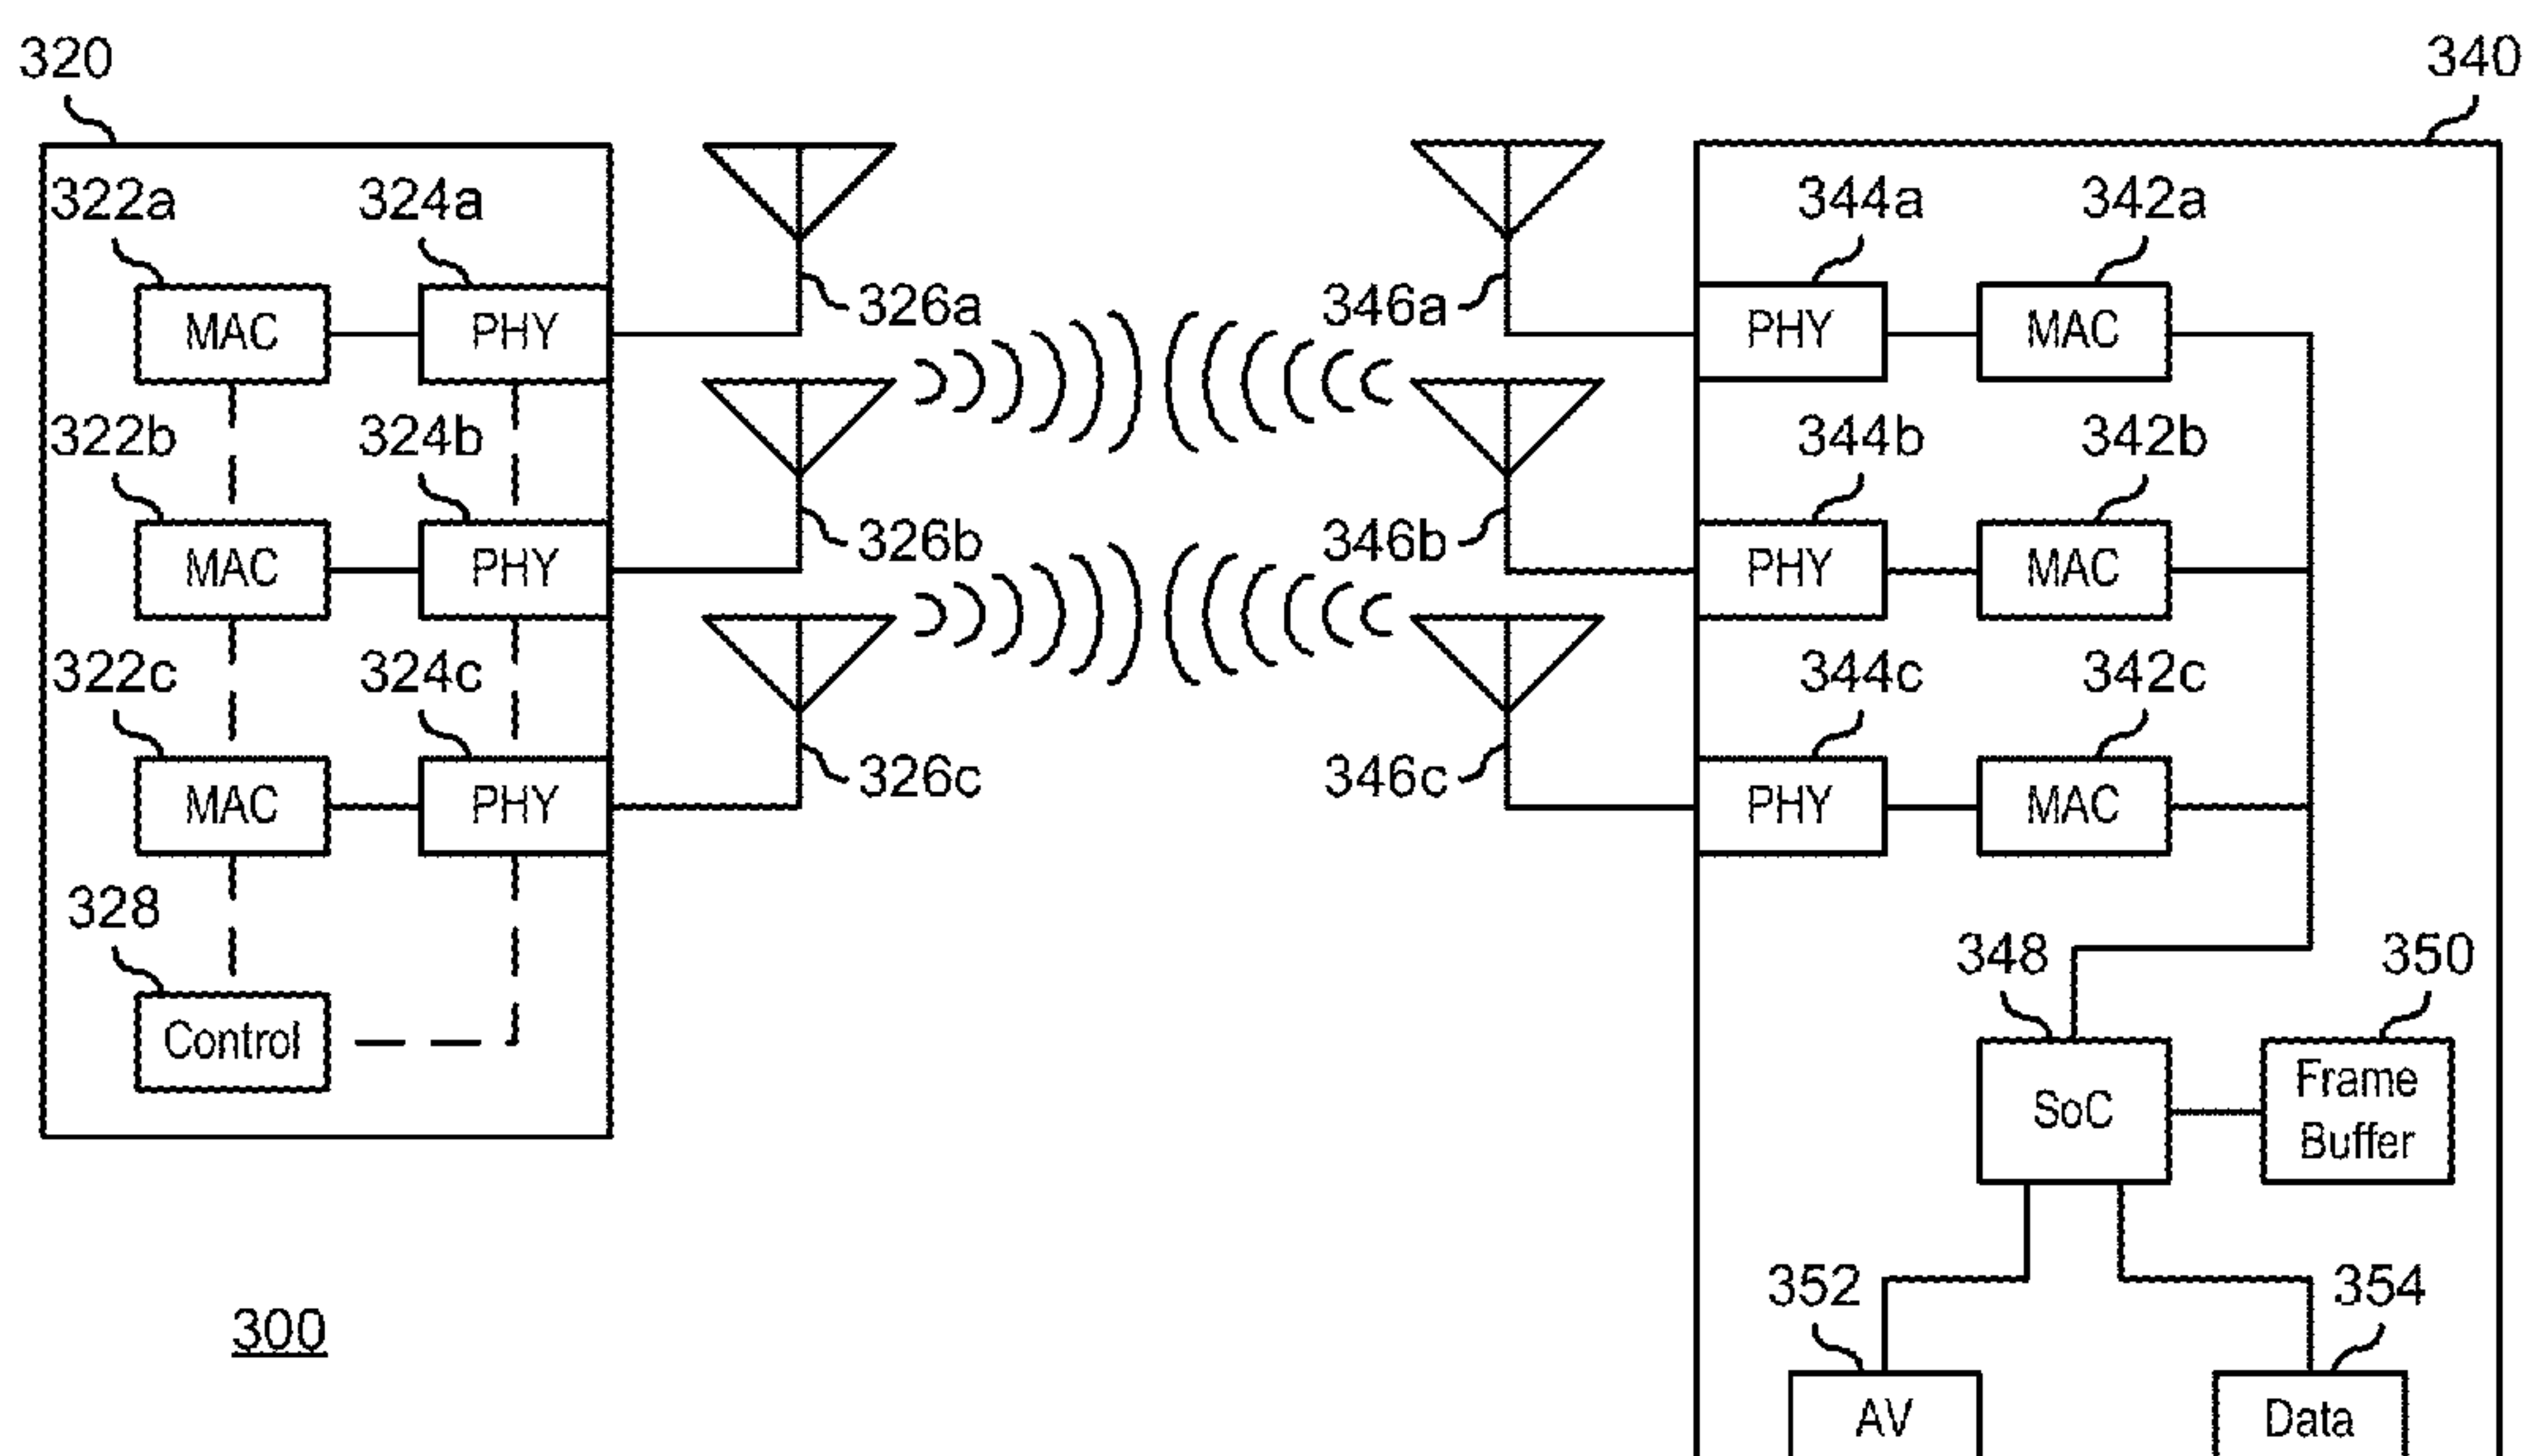 320
340
322a
324a
344a
342a
MAC
PHY
326a
346a
PHY
MAC
322b
324b
344b
342b
MAC
PHY
326b
346b
PHY
MAC
322c
324c
344c
342c
MAC
PHY
326c
346c
PHY
MAC
328
348
350
Control
SoC
Frame
Buffer
300
352
354
AV
Data